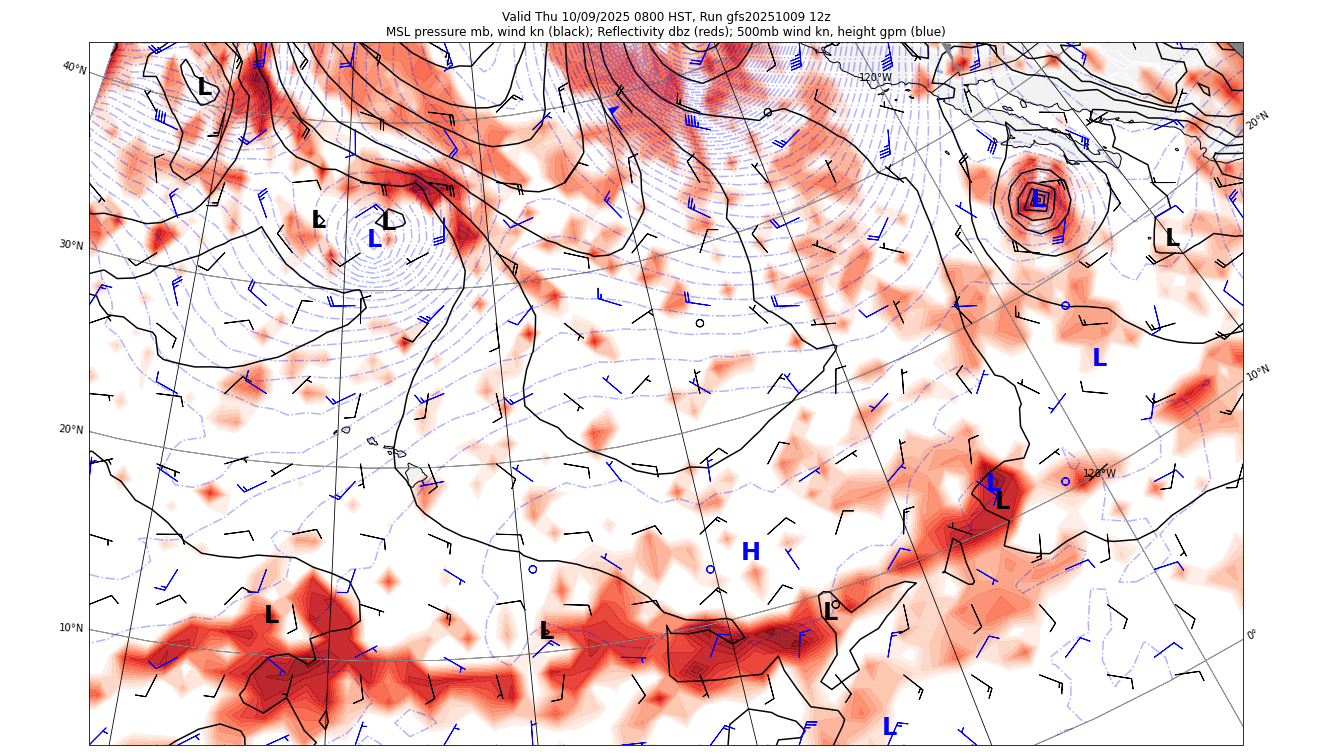 Valid Thu 10/09/2025 0800 HST, Run gfs20251009 12z
MSL pressure mb, wind kn (black); Reflectivity dbz (reds); 500mb wind kn, height gpm (blue)
40°N
120°W
20°N
L
L
L
L
L
L
L
30°N
L
10°N
20°N
120°W
L
L
H
L
L
L
10°N
0°
L